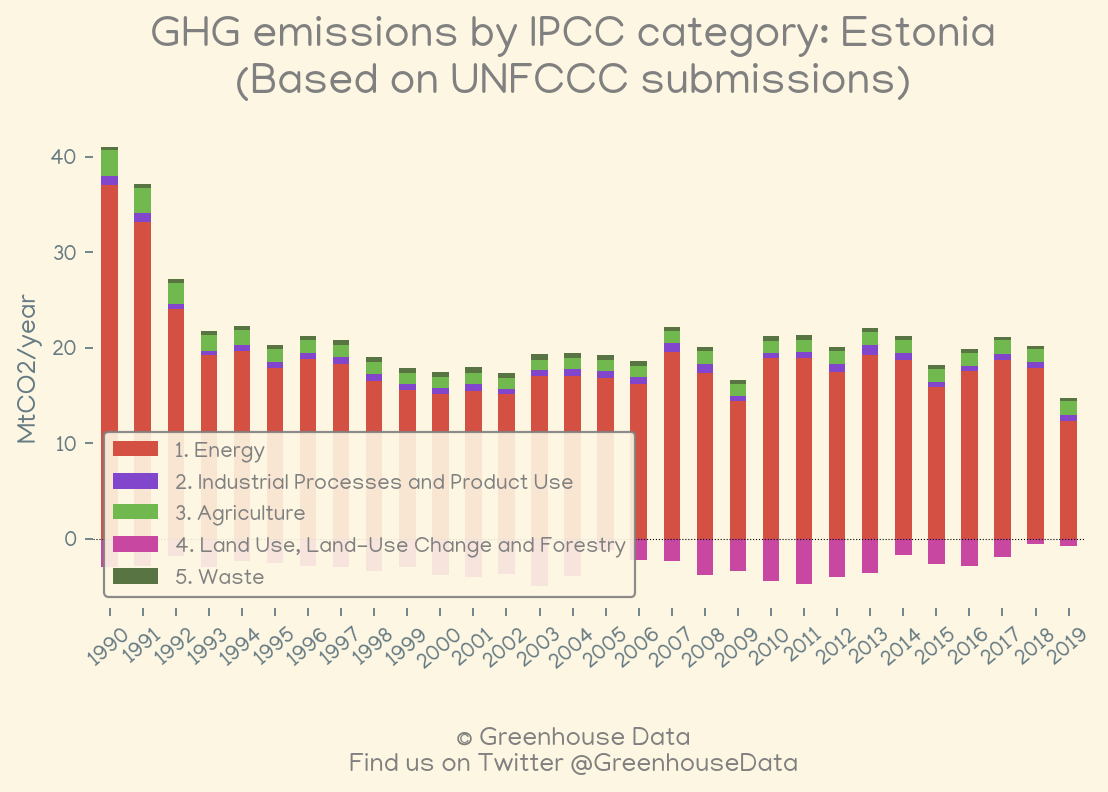 GHG emissions by IPCC category: Estonia
(Based on UNFCCC submissions)
MtCO2/year
40
30
20
10
0
1. Energy
2. Industrial Processes and Product Use
3. Agriculture
4. Land Use, Land-Use Change and Forestry
5. Waste
1990 1991 1992 1993 1994 1995 1996 1997 1998 1999 2000 2001 2002 2003 2004 2005 2006 2007 2008 2009 2010 2011 2012 2013 2014 2015 2016 2017 2018 2019
© Greenhouse Data
Find us on Twitter @GreenhouseData